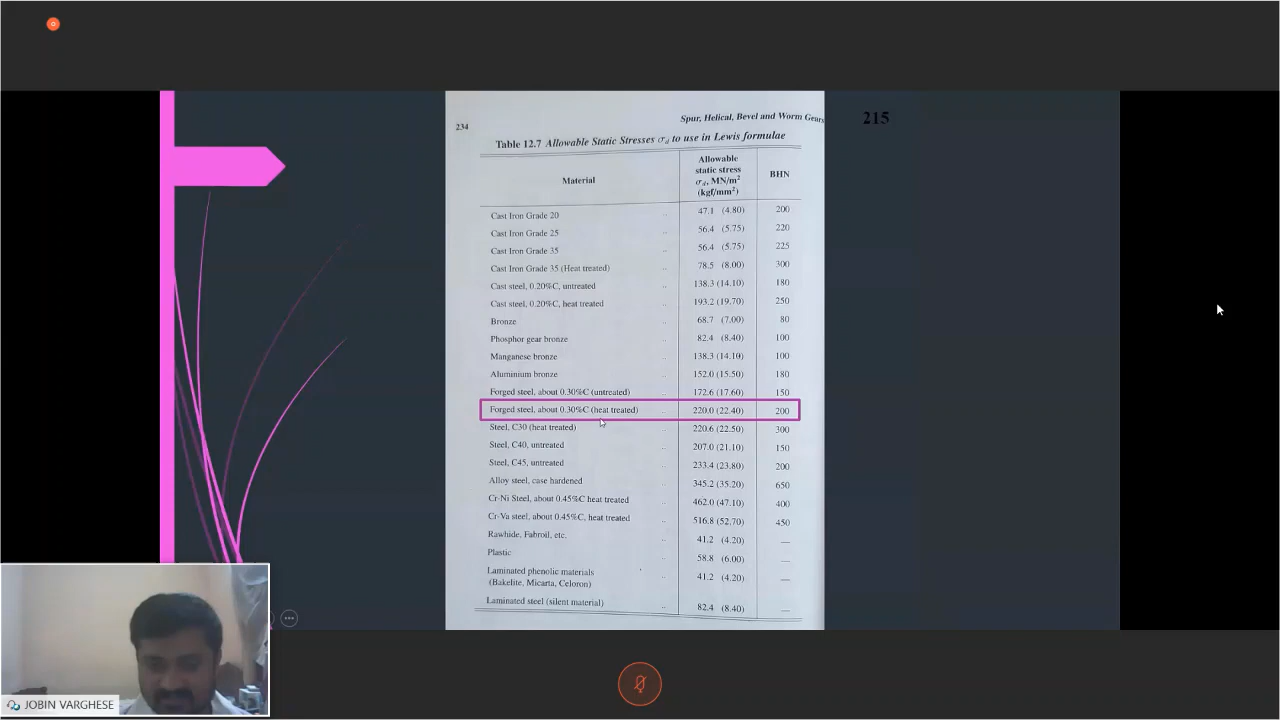 Spur, Helical, Bevel and Worm Gears
215
234
Table 12.7 Allowable Static Stresses σd to use in Lewis formulae
Material
Allowable
static stress
σd, MN/m²
(kgf/mm²)
BHN
Cast Iron Grade 20 .. 47.1 (4.80) 200
Cast Iron Grade 25 .. 56.4 (5.75) 220
Cast Iron Grade 35 .. 56.4 (5.75) 225
Cast Iron Grade 35 (Heat treated) .. 78.5 (8.00) 300
Cast steel, 0.20%C, untreated .. 138.3 (14.10) 180
Cast steel, 0.20%C, heat treated .. 193.2 (19.70) 250
Bronze .. 68.7 (7.00) 80
Phosphor gear bronze .. 82.4 (8.40) 100
Manganese bronze .. 138.3 (14.10) 100
Aluminium bronze .. 152.0 (15.50) 180
Forged steel, about 0.30%C (untreated) .. 172.6 (17.60) 150
Forged steel, about 0.30%C (heat treated) .. 220.0 (22.40) 200
Steel, C30 (heat treated) .. 220.6 (22.50) 300
Steel, C40, untreated .. 207.0 (21.10) 150
Steel, C45, untreated .. 233.4 (23.80) 200
Alloy steel, case hardened .. 345.2 (35.20) 650
Cr-Ni Steel, about 0.45%C heat treated .. 462.0 (47.10) 400
Cr-Va steel, about 0.45%C, heat treated .. 516.8 (52.70) 450
Rawhide, Fabroil, etc. .. 41.2 (4.20) —
Plastic .. 58.8 (6.00) —
Laminated phenolic materials
(Bakelite, Micarta, Celoron) .. 41.2 (4.20) —
Laminated steel (silent material) .. 82.4 (8.40) —
JOBIN VARGHESE